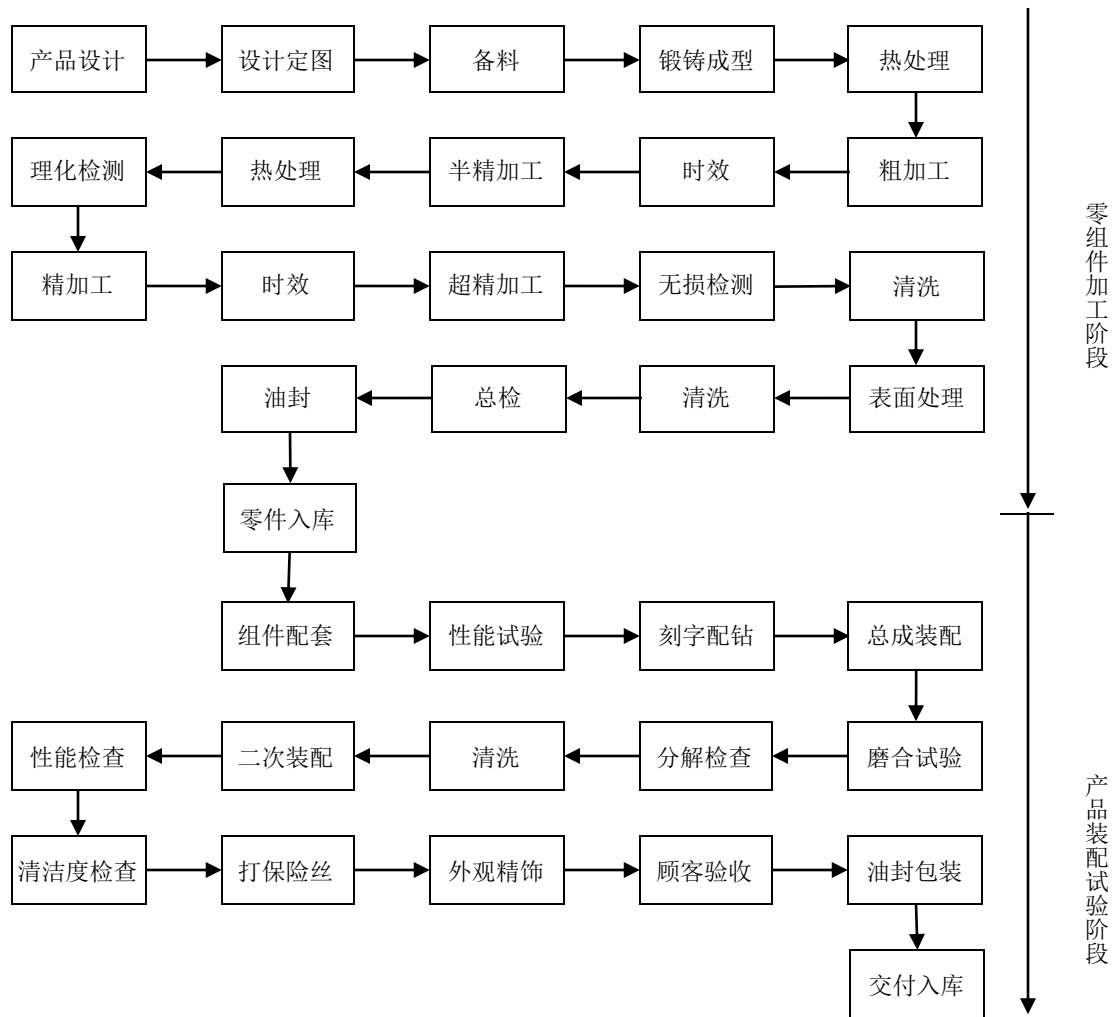 产品设计
设计定图
备料
锻铸成型
热处理
理化检测
热处理
半精加工
时效
粗加工
精加工
时效
超精加工
无损检测
清洗
油封
总检
清洗
表面处理
零件入库
零组件加工阶段
组件配套
性能试验
刻字配钻
总成装配
性能检查
二次装配
清洗
分解检查
磨合试验
清洁度检查
打保险丝
外观精饰
顾客验收
油封包装
交付入库
产品装配试验阶段